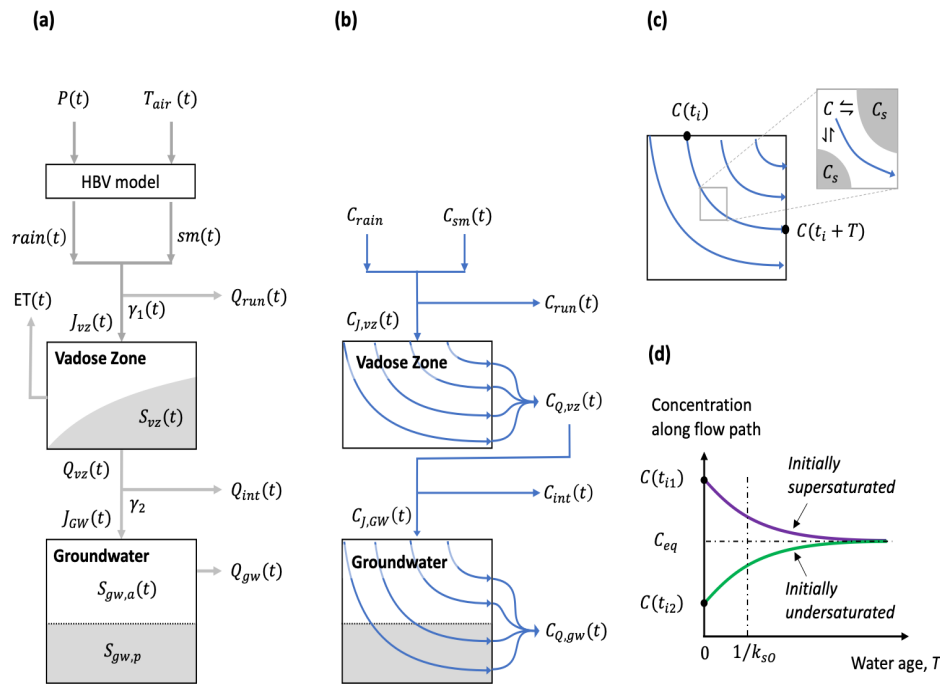 (a)
P(t)
T_air (t)
HBV model
rain(t)
sm(t)
ET(t)
γ₁(t)
Q_run(t)
J_vz(t)
Vadose Zone
S_vz(t)
Q_vz(t)
γ₂
Q_int(t)
J_GW(t)
Groundwater
Q_gw(t)
S_gw,a(t)
S_gw,p
(b)
C_rain
C_sm(t)
C_run(t)
C_J,vz(t)
Vadose Zone
C_Q,vz(t)
C_int(t)
C_J,GW(t)
Groundwater
C_Q,gw(t)
(c)
C(t_i)
C ⇋ C_s
⇃↾
C_s
C(t_i + T)
(d)
Concentration
along flow path
C(t_i1)
Initially
supersaturated
C_eq
C(t_i2)
Initially
undersaturated
0
1/k_SO
Water age, T